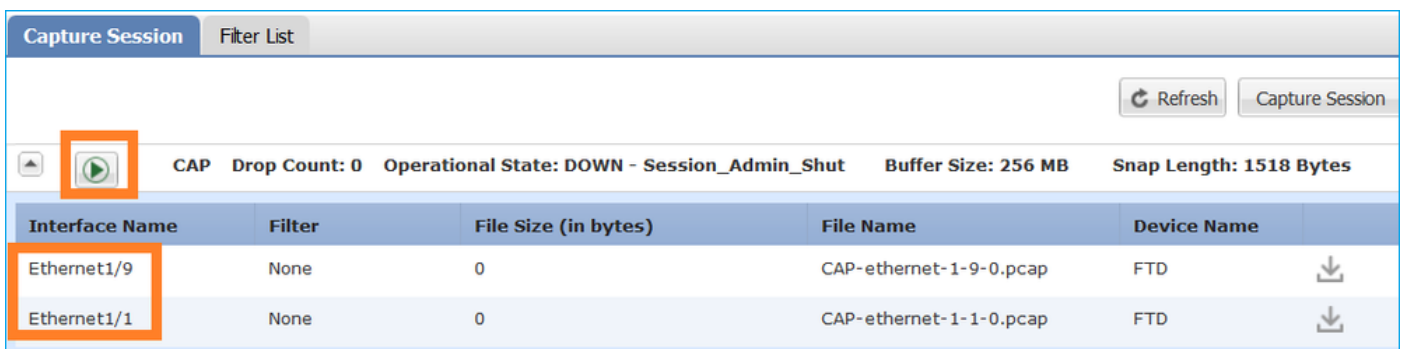 Capture Session Filter List
Refresh Capture Session
CAP Drop Count: 0 Operational State: DOWN - Session_Admin_Shut Buffer Size: 256 MB Snap Length: 1518 Bytes
Interface Name Filter File Size (in bytes) File Name Device Name
Ethernet1/9 None 0 CAP-ethernet-1-9-0.pcap FTD
Ethernet1/1 None 0 CAP-ethernet-1-1-0.pcap FTD